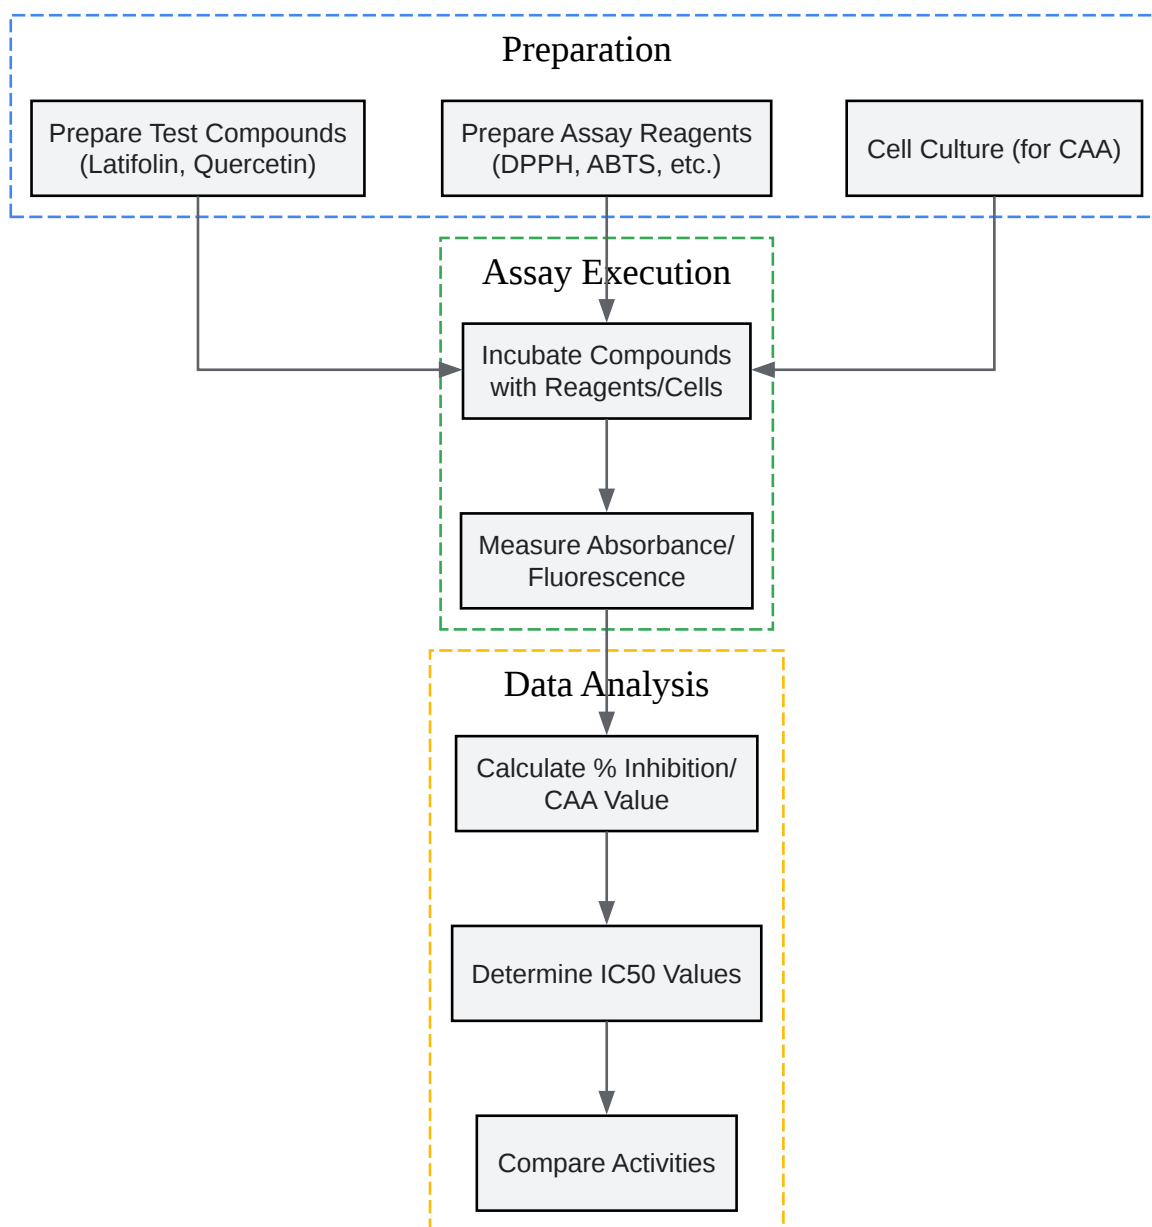 Preparation
Prepare Test Compounds
(Latifolin, Quercetin)
Prepare Assay Reagents
(DPPH, ABTS, etc.)
Cell Culture (for CAA)
Assay Execution
Incubate Compounds
with Reagents/Cells
Measure Absorbance/
Fluorescence
Data Analysis
Calculate % Inhibition/
CAA Value
Determine IC50 Values
Compare Activities